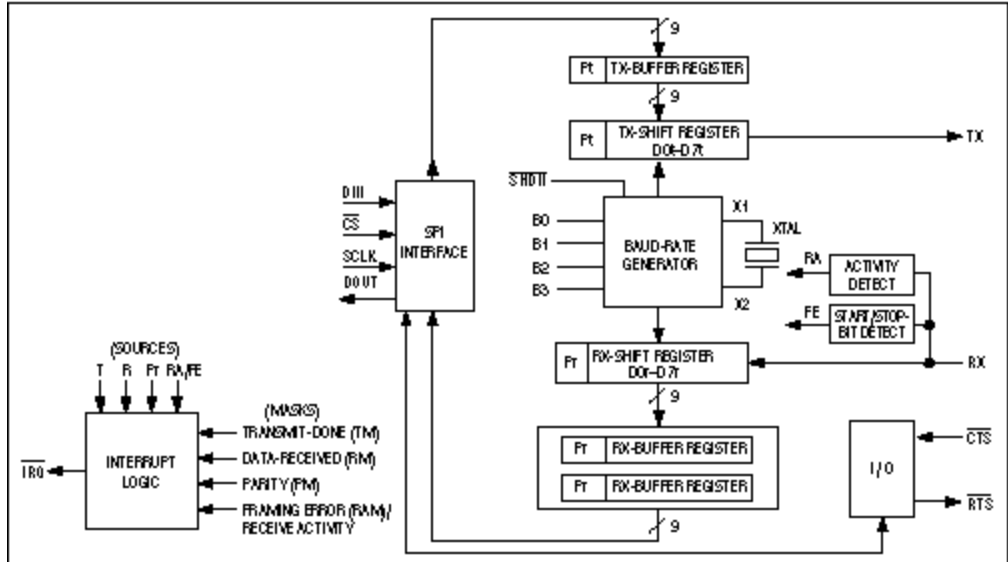 9
Pt TX-BUFFER REGISTER
9
Pt TX-SHIFT REGISTER
D0t–D7t
TX
SHDN
DIN
CS
SCLK
DOUT
SPI
INTERFACE
B0
B1
B2
B3
BAUD-RATE
GENERATOR
X1
XTAL
X2
RA
ACTIVITY
DETECT
FE
START/STOP-
BIT DETECT
RX
Pr RX-SHIFT REGISTER
D0r–D7r
9
Pr RX-BUFFER REGISTER
Pr RX-BUFFER REGISTER
9
I/O
CTS
RTS
(SOURCES)
T R Pr RA/FE
(MASKS)
TRANSMIT-DONE (TM)
DATA-RECEIVED (RM)
PARITY (PM)
FRAMING ERROR (RAM)/
RECEIVE ACTIVITY
INTERRUPT
LOGIC
IRQ